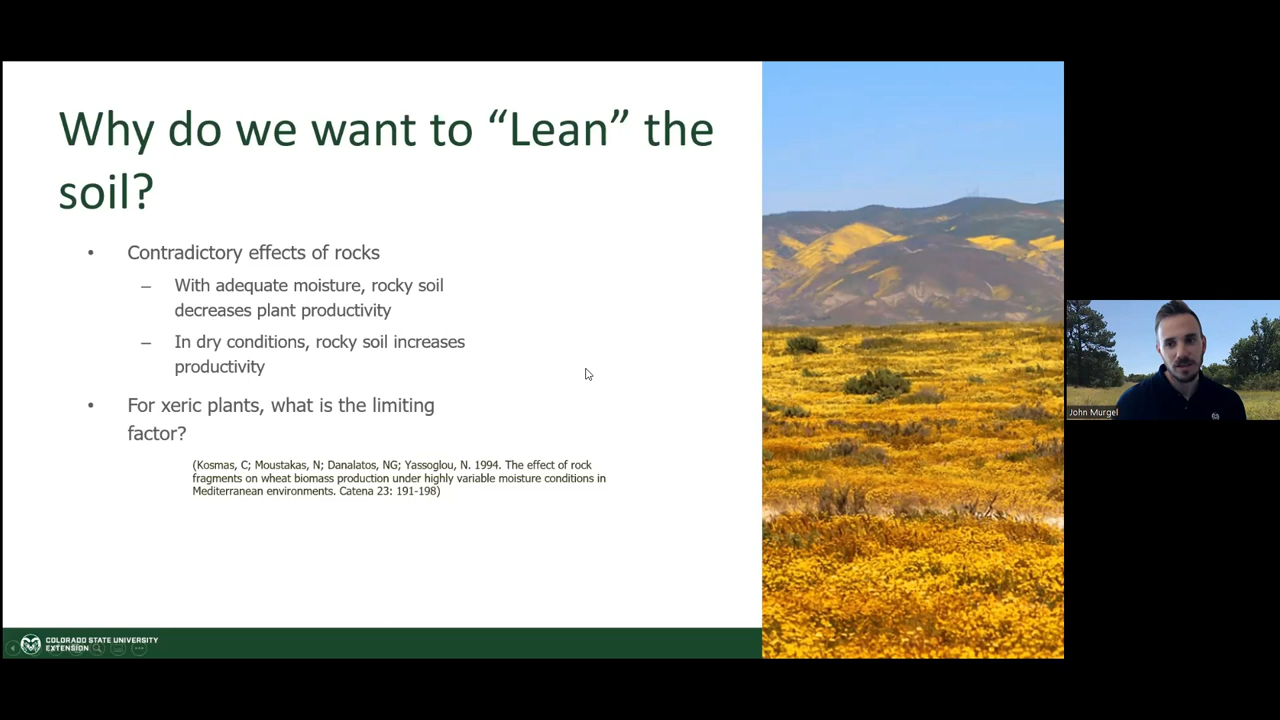 Why do we want to “Lean” the
soil?
• Contradictory effects of rocks
– With adequate moisture, rocky soil
decreases plant productivity
– In dry conditions, rocky soil increases
productivity
• For xeric plants, what is the limiting
factor?
(Kosmas, C; Moustakas, N; Danalatos, NG; Yassoglou, N. 1994. The effect of rock
fragments on wheat biomass production under highly variable moisture conditions in
Mediterranean environments. Catena 23: 191-198)
COLORADO STATE UNIVERSITY
EXTENSION
John Murgel